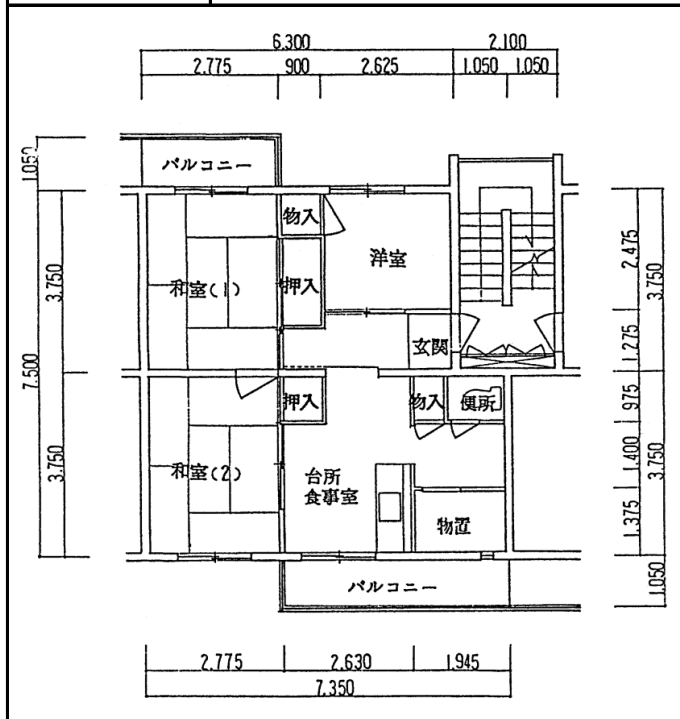 6.300 2.100
2.775 900 2.625 1.050 1.050
1.050
バルコニー
物入
洋室
和室(1)
押入
玄関
3.750
7.500
3.750
2.475
3.750
1.275
975
1.400
3.750
1.375
1.050
押入
物入
便所
和室(2)
台所
食事室
物置
バルコニー
2.775 2.630 1.945
7.350